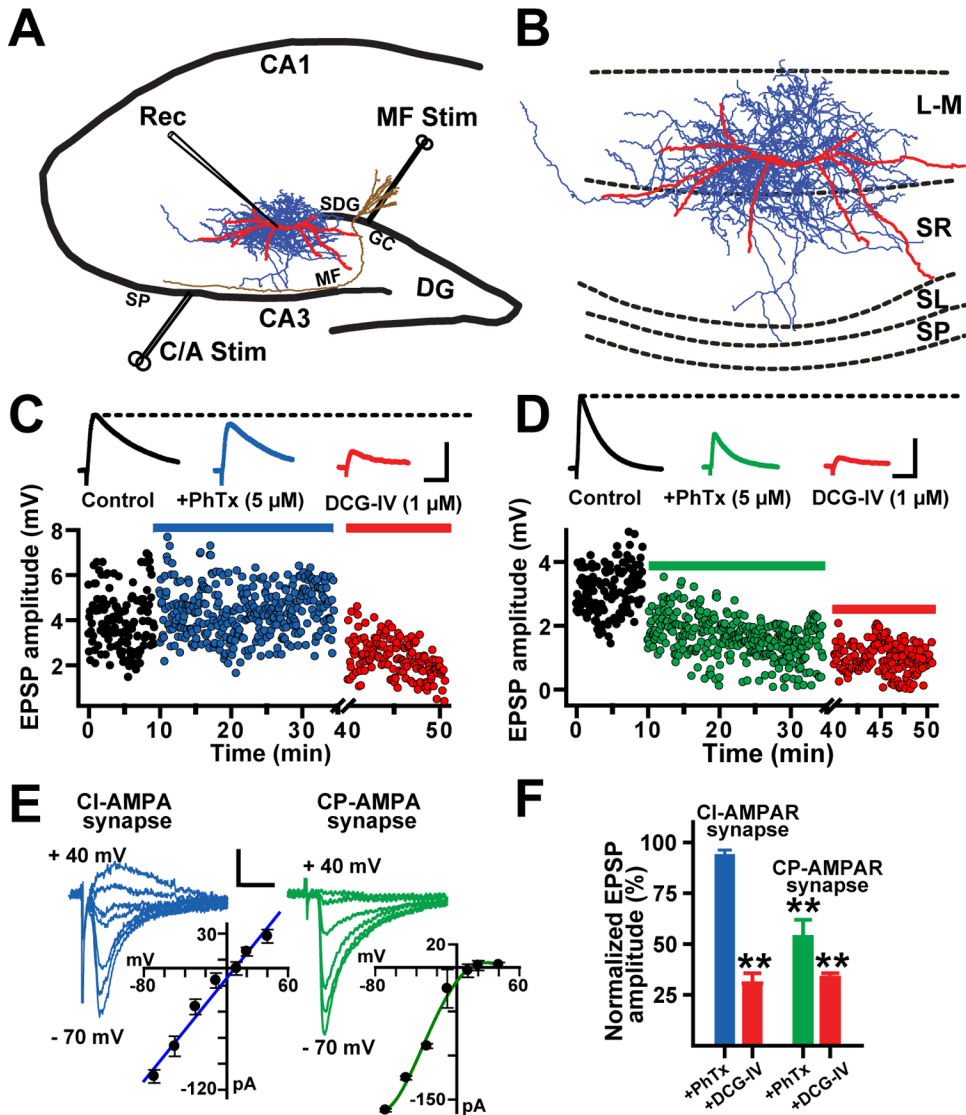 A
CA1
Rec
MF Stim
SDG
GC
MF
DG
SP
CA3
C/A Stim
B
L-M
SR
SL
SP
C
Control
+PhTx (5 µM)
DCG-IV (1 µM)
EPSP amplitude (mV)
8
6
4
2
0
10
20
30
40
50
Time (min)
D
Control
+PhTx (5 µM)
DCG-IV (1 µM)
EPSP amplitude (mV)
4
2
0
0
10
20
30
40
45
50
Time (min)
E
CI-AMPA
synapse
+ 40 mV
- 70 mV
mV
30
-80
60
-120
pA
CP-AMPA
synapse
+ 40 mV
- 70 mV
mV
20
-80
60
-150
pA
F
Normalized EPSP
amplitude (%)
100
75
50
25
CI-AMPAR
synapse
CP-AMPAR
synapse
**
**
**
+PhTx
+DCG-IV
+PhTx
+DCG-IV